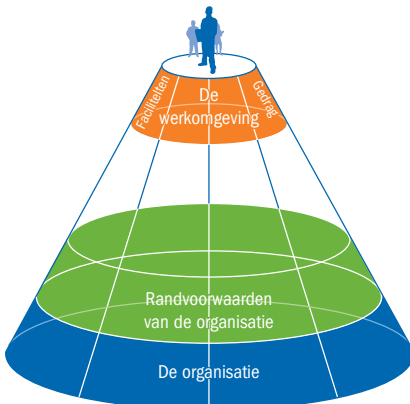 Faciliteiten
De
werkomgeving
Gedrag
Randvoorwaarden
van de organisatie
De organisatie